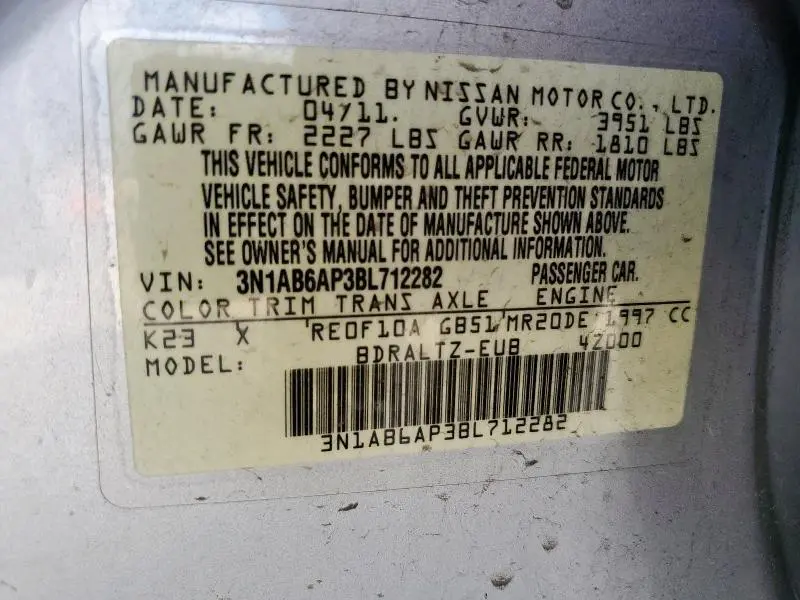 MANUFACTURED BY NISSAN MOTOR CO., LTD.
DATE: 04/11. GVWR: 3951 LBS
GAWR FR: 2227 LBS GAWR RR: 1810 LBS
THIS VEHICLE CONFORMS TO ALL APPLICABLE FEDERAL MOTOR
VEHICLE SAFETY, BUMPER AND THEFT PREVENTION STANDARDS
IN EFFECT ON THE DATE OF MANUFACTURE SHOWN ABOVE.
SEE OWNER'S MANUAL FOR ADDITIONAL INFORMATION.
VIN: 3N1AB6AP3BL712282 PASSENGER CAR.
COLOR TRIM TRANS AXLE ENGINE
K23 X RE0F10A GB51 MR20DE 1997 CC
MODEL: BDRALTZ-EUB 4Z000
3N1AB6AP3BL712282